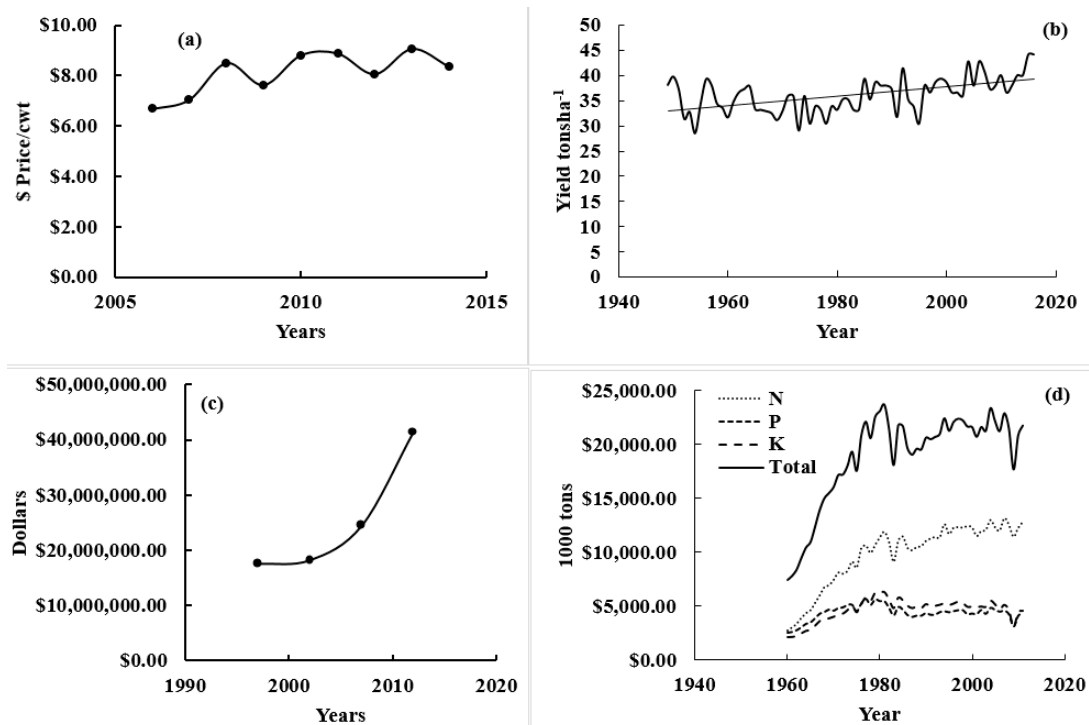 (a)
$ Price/cwt
$10.00
$8.00
$6.00
$4.00
$2.00
$0.00
2005 2010 2015
Years
(b)
Yield tonsha⁻¹
50
45
40
35
30
25
20
15
10
5
0
1940 1960 1980 2000 2020
Year
(c)
Dollars
$50,000,000.00
$40,000,000.00
$30,000,000.00
$20,000,000.00
$10,000,000.00
$0.00
1990 2000 2010 2020
Years
(d)
1000 tons
$25,000.00
$20,000.00
$15,000.00
$10,000.00
$5,000.00
$0.00
N
P
K
Total
1940 1960 1980 2000 2020
Year